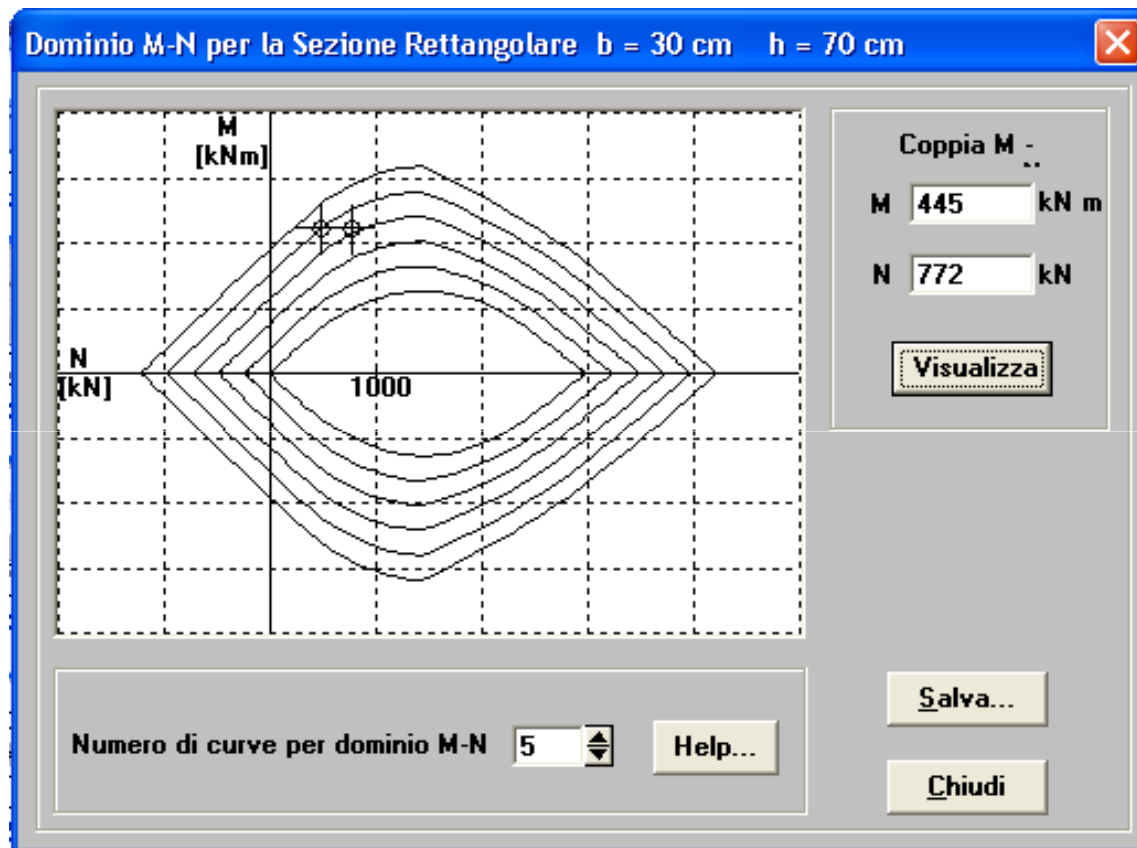 Dominio M-N per la Sezione Rettangolare b = 30 cm h = 70 cm
M
[kNm]
N
[kN]
1000
Coppia M -
M 445 kN m
N 772 kN
Visualizza
Numero di curve per dominio M-N 5
Help...
Salva...
Chiudi